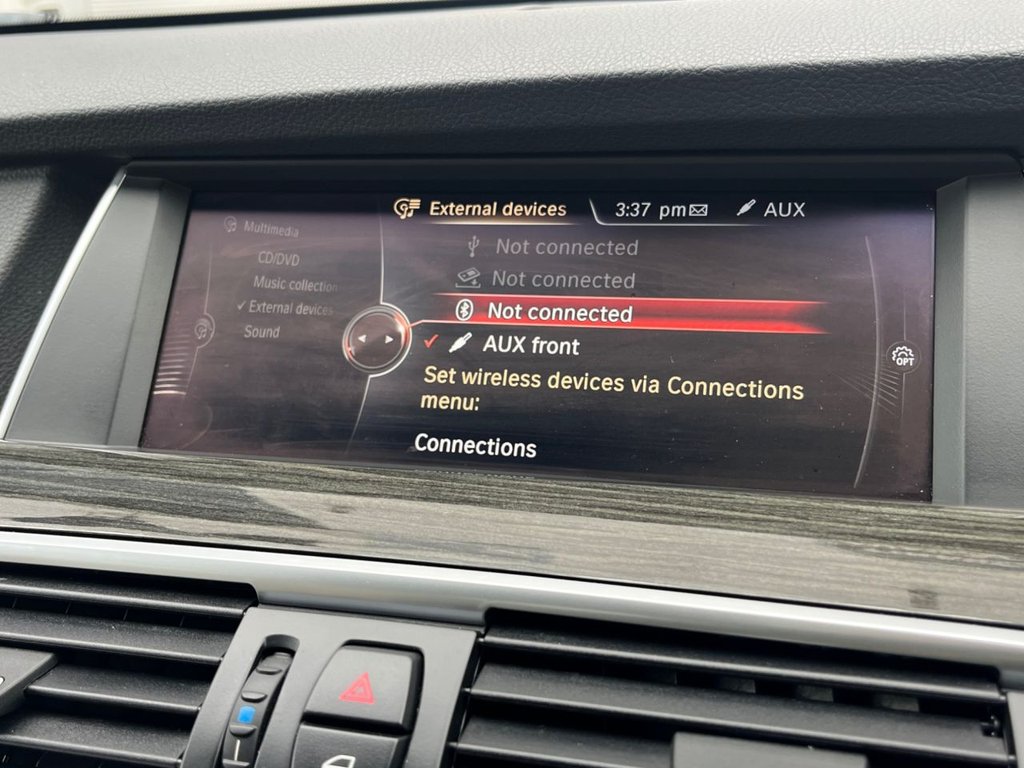 External devices
3:37 pm
AUX
Multimedia
CD/DVD
Music collection
External devices
Sound
Not connected
Not connected
Not connected
AUX front
Set wireless devices via Connections
menu:
Connections
OPT